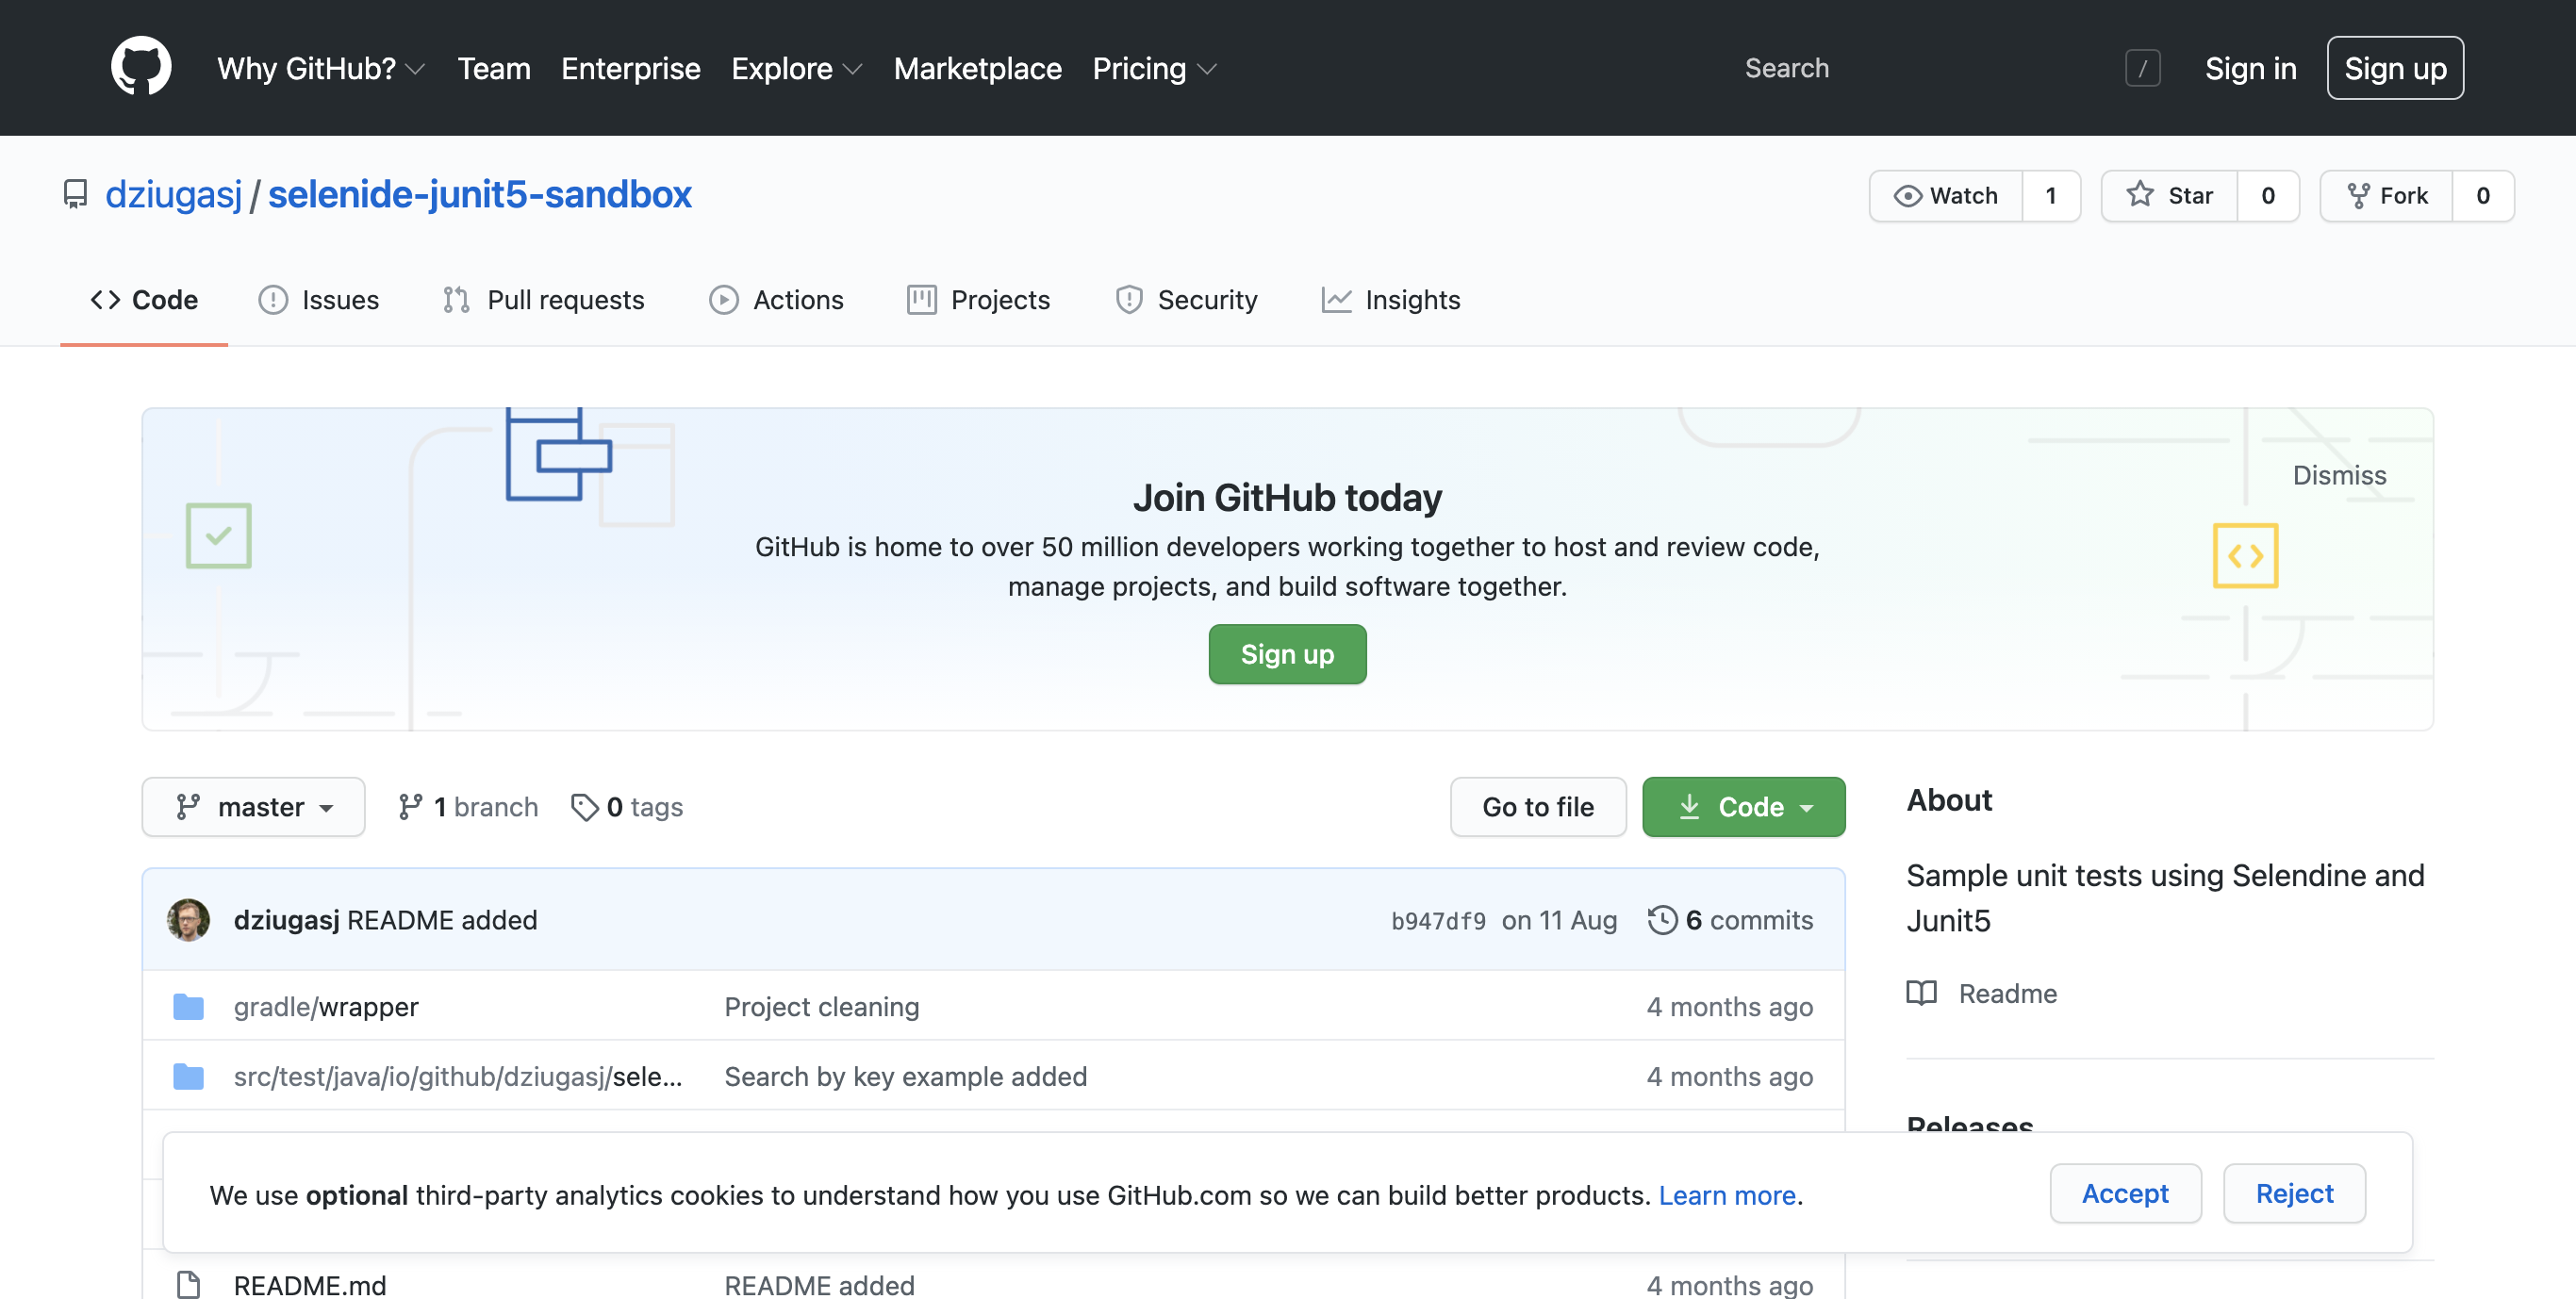 Why GitHub? Team Enterprise Explore Marketplace Pricing Search / Sign in Sign up
dziugasj / selenide-junit5-sandbox Watch 1 Star 0 Fork 0
Code Issues Pull requests Actions Projects Security Insights
Dismiss
Join GitHub today
GitHub is home to over 50 million developers working together to host and review code,
manage projects, and build software together.
Sign up
master 1 branch 0 tags Go to file Code
About
Sample unit tests using Selendine and
Junit5
Readme
Releases
dziugasj README added b947df9 on 11 Aug 6 commits
gradle/wrapper Project cleaning 4 months ago
src/test/java/io/github/dziugasj/sele... Search by key example added 4 months ago
We use optional third-party analytics cookies to understand how you use GitHub.com so we can build better products. Learn more. Accept Reject
README.md README added 4 months ago